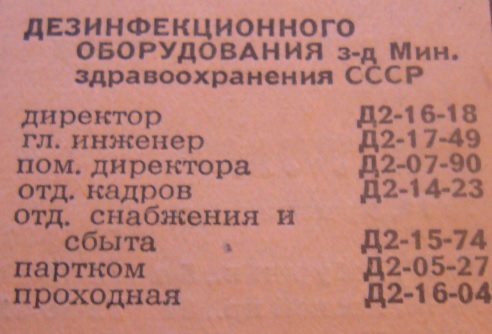 ДЕЗИНФЕКЦИОННОГО
ОБОРУДОВАНИЯ з-д Мин.
здравоохранения СССР
директор Д2-16-18
гл. инженер Д2-17-49
пом. директора Д2-07-90
отд. кадров Д2-14-23
отд. снабжения и
сбыта Д2-15-74
партком Д2-05-27
проходная Д2-16-04